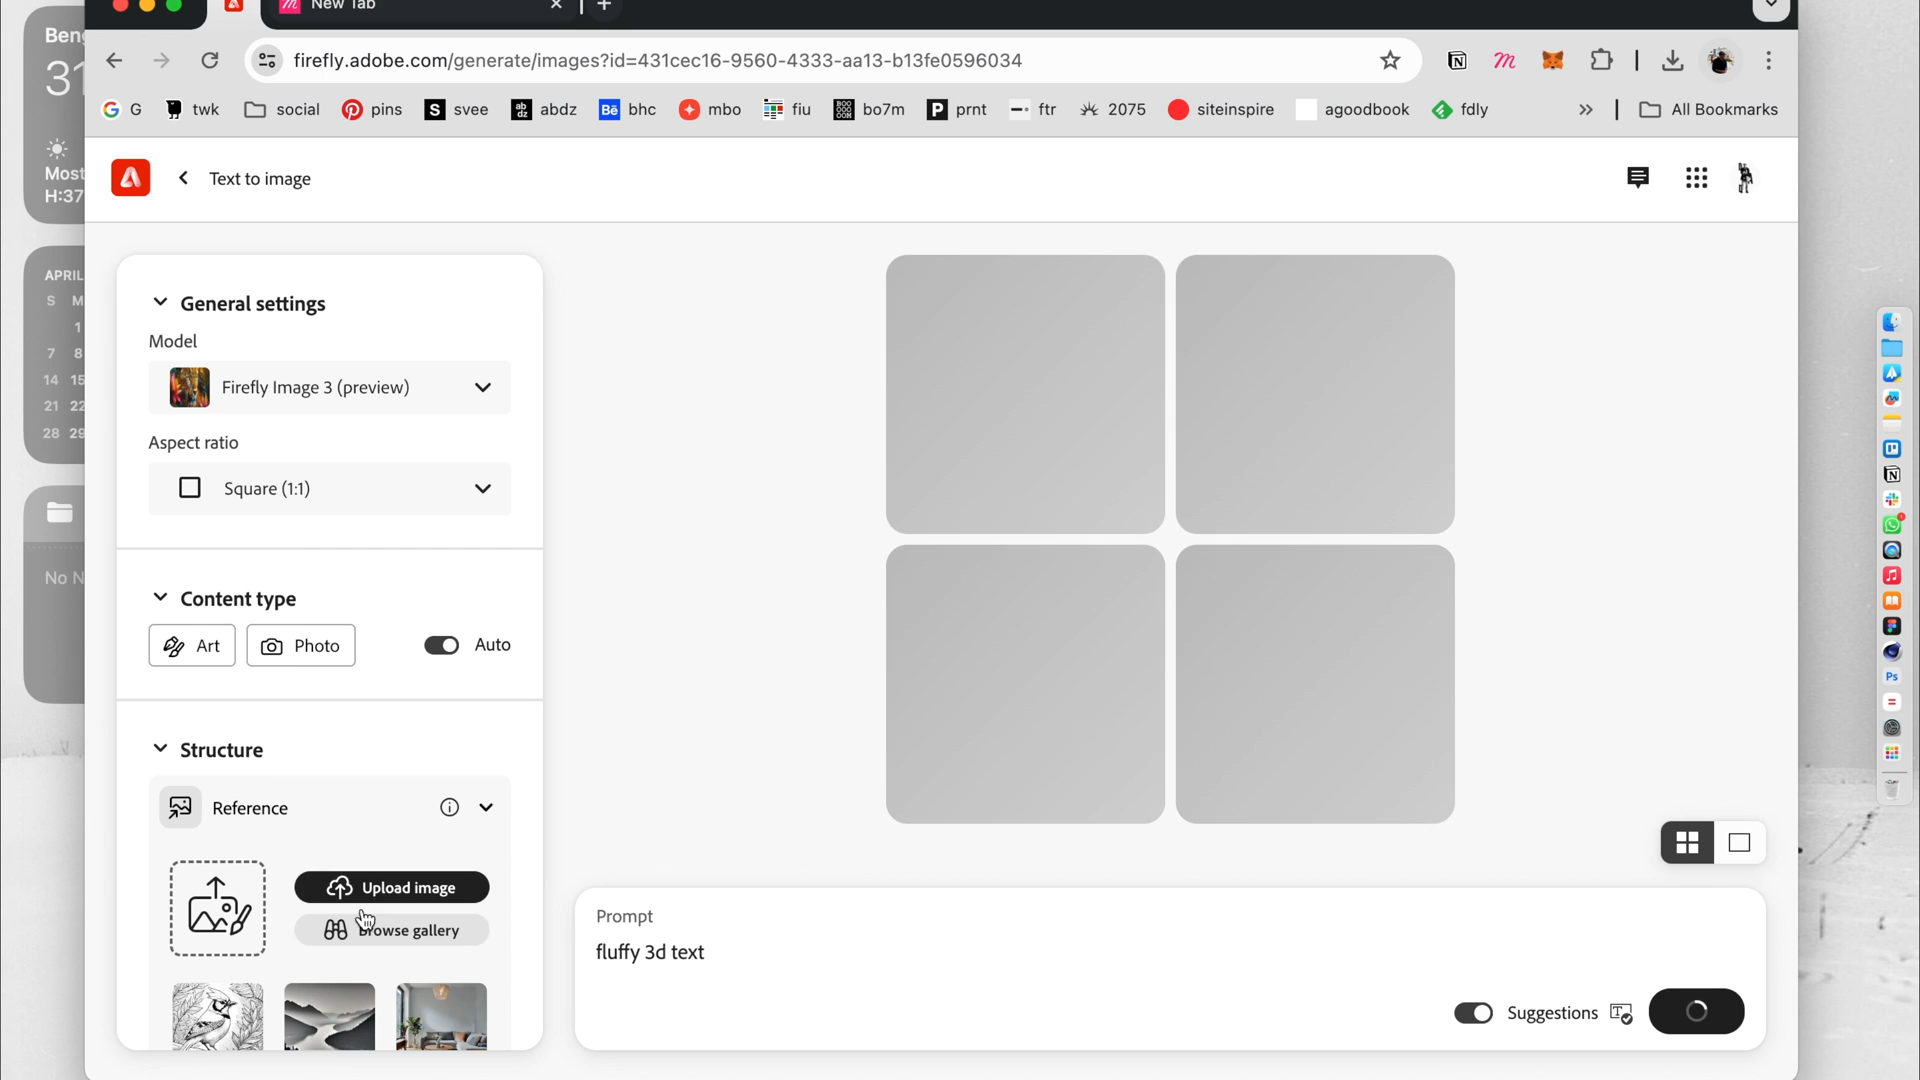 New Tab
firefly.adobe.com/generate/images?id=431cec16-9560-4333-aa13-b13fe0596034
G twk social pins svee abdz bhc mbo fiu bo7m prnt ftr 2075 siteinspire agoodbook fdly All Bookmarks
Text to image
General settings
Model
Firefly Image 3 (preview)
Aspect ratio
Square (1:1)
Content type
Art Photo Auto
Structure
Reference
Upload image
Browse gallery
Prompt
fluffy 3d text
Suggestions
Beng
31
Most
H:37
APRIL
S M
1
7 8
14 15
21 22
28 29
No N
Ps